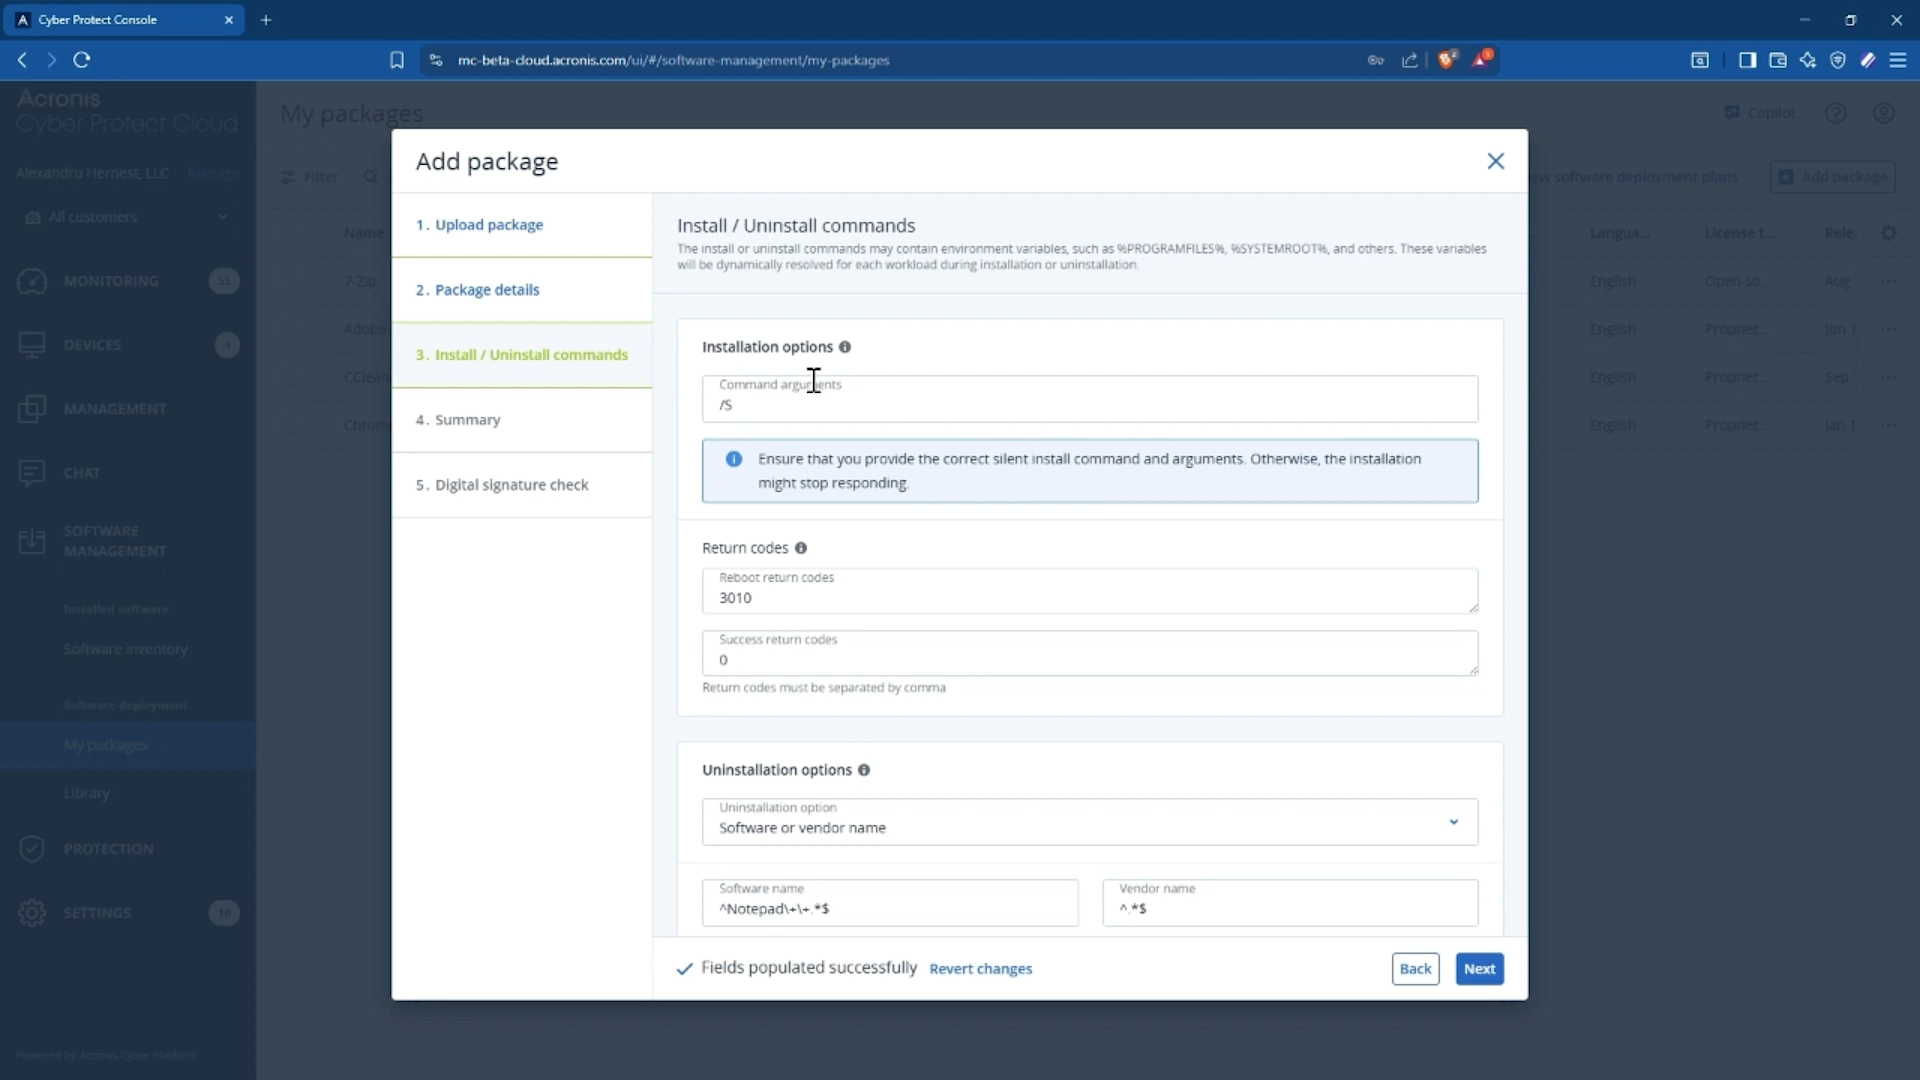 Cyber Protect Console
mc-beta-cloud.acronis.com/ui/#/software-management/my-packages
Acronis
Cyber Protect Cloud
Alexandru Hernest, LLC Manage
All customers
MONITORING 55
DEVICES 4
MANAGEMENT
CHAT
SOFTWARE
MANAGEMENT
Installed software
Software inventory
Software deployment
My packages
Library
PROTECTION
SETTINGS 10
Powered by Acronis Cyber Platform
My packages
Copilot
Filter
software deployment plans
Add package
Name Langua... License t... Rele
7-Zip English Open-so... Aug
Adobe English Propriet... Jun 1
CClean English Propriet... Sep
Chrom English Propriet... Jan 1
Add package
1. Upload package
2. Package details
3. Install / Uninstall commands
4. Summary
5. Digital signature check
Install / Uninstall commands
The install or uninstall commands may contain environment variables, such as %PROGRAMFILES%, %SYSTEMROOT%, and others. These variables
will be dynamically resolved for each workload during installation or uninstallation.
Installation options
Command arguments
/S
Ensure that you provide the correct silent install command and arguments. Otherwise, the installation
might stop responding.
Return codes
Reboot return codes
3010
Success return codes
0
Return codes must be separated by comma
Uninstallation options
Uninstallation option
Software or vendor name
Software name
^Notepad\+\+.*$
Vendor name
^.*$
Fields populated successfully Revert changes
Back
Next